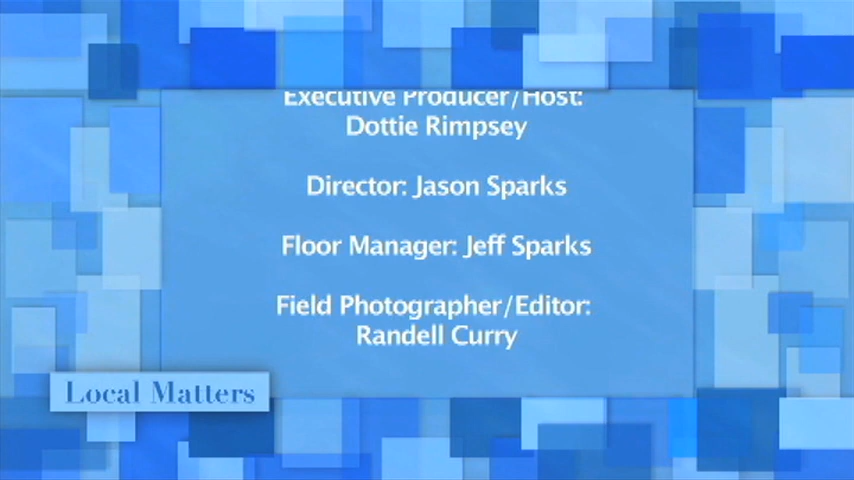 Executive Producer/Host:
Dottie Rimpsey
Director: Jason Sparks
Floor Manager: Jeff Sparks
Field Photographer/Editor:
Randell Curry
Local Matters